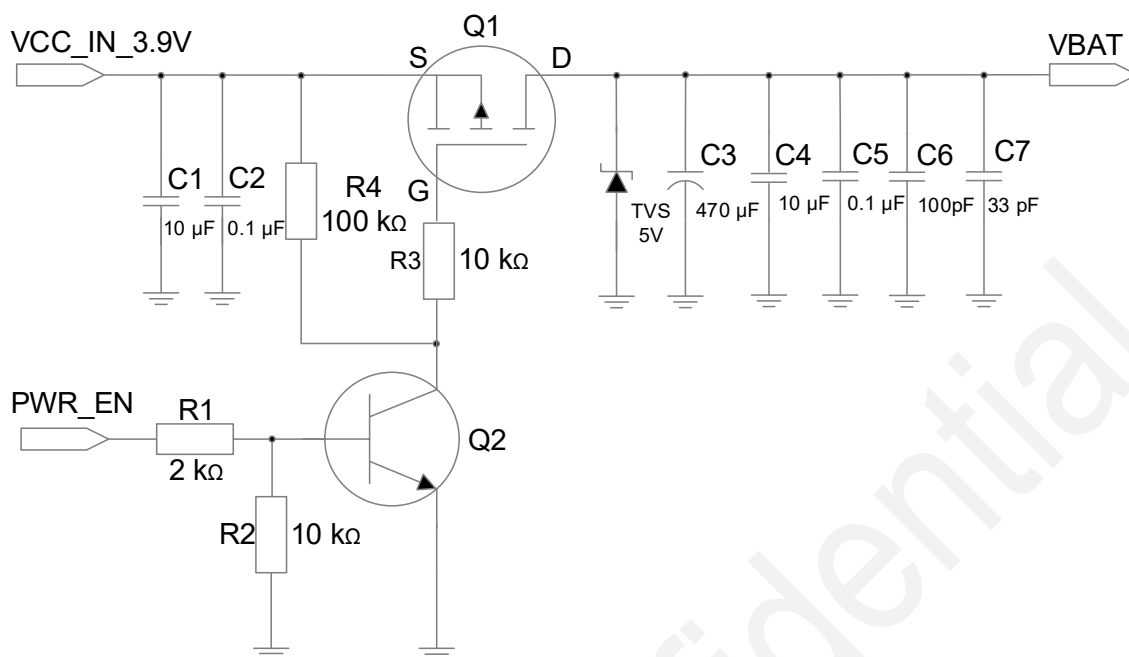 Q1
VCC_IN_3.9V
S
D
VBAT
C1
10 µF
C2
0.1 µF
R4
100 kΩ
G
R3
10 kΩ
TVS
5V
C3
470 µF
C4
10 µF
C5
0.1 µF
C6
100pF
C7
33 pF
PWR_EN
R1
2 kΩ
Q2
R2
10 kΩ
fidential